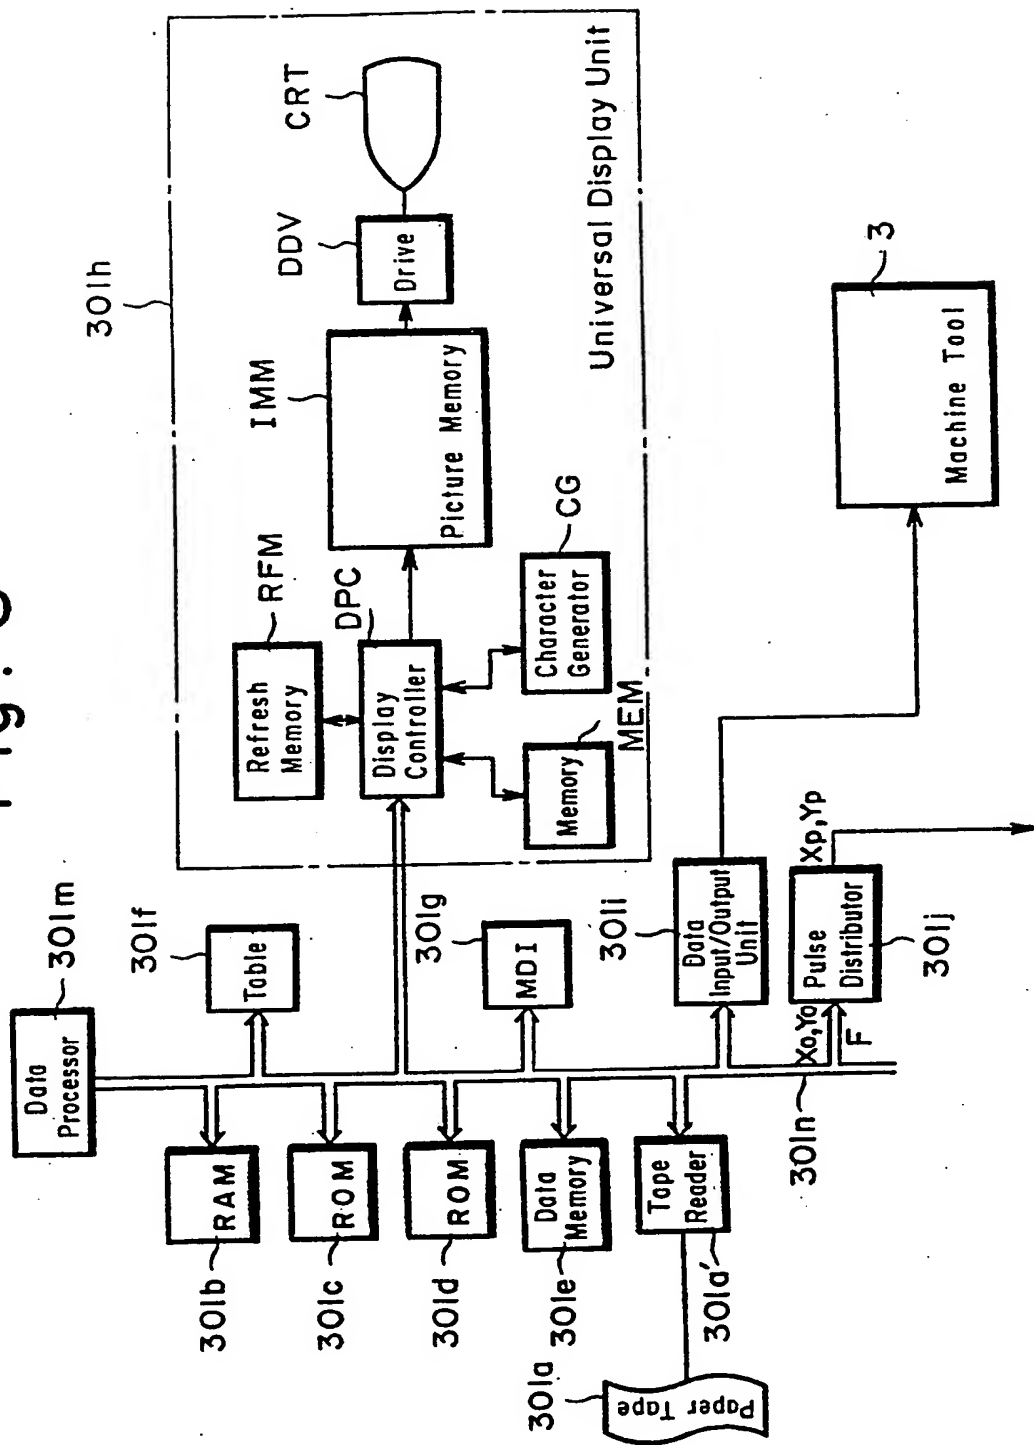 Fig.
Data
Processor
301m
RAM
301b
Table
301f
ROM
301c
ROM
301d
MDI
301g
Data
Memory
301e
Tape
Reader
301a'
Paper Tape
301a
301n
Data
Input/Output
Unit
301i
Xo,Yo
F
Pulse
Distributor
301j
Xp,Yp
Machine Tool
3
301h
Refresh
Memory
RFM
Display
Controller
DPC
Memory
MEM
Character
Generator
CG
Picture Memory
IMM
Drive
DDV
CRT
Universal Display Unit